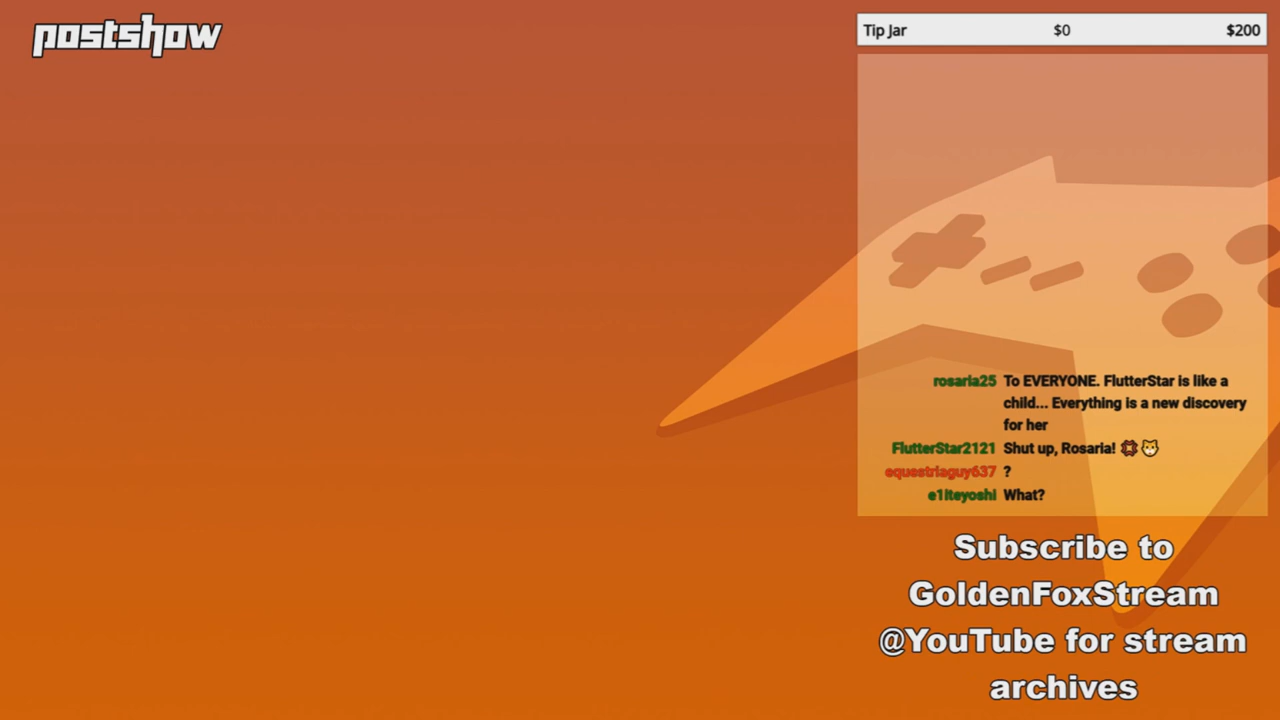 postshow
Tip Jar $0 $200
rosaria25 To EVERYONE. FlutterStar is like a
child... Everything is a new discovery
for her
FlutterStar2121 Shut up, Rosaria! 💢🐱
equestriaguy637 ?
e1iteyoshi What?
Subscribe to
GoldenFoxStream
@YouTube for stream
archives